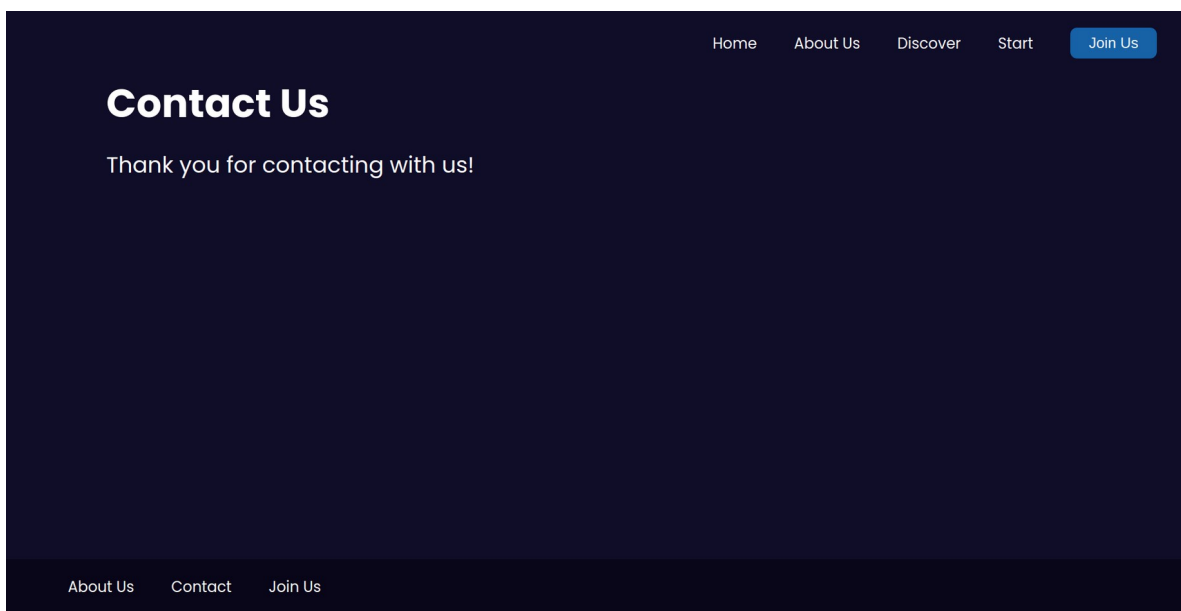 Home About Us Discover Start Join Us
Contact Us
Thank you for contacting with us!
About Us Contact Join Us